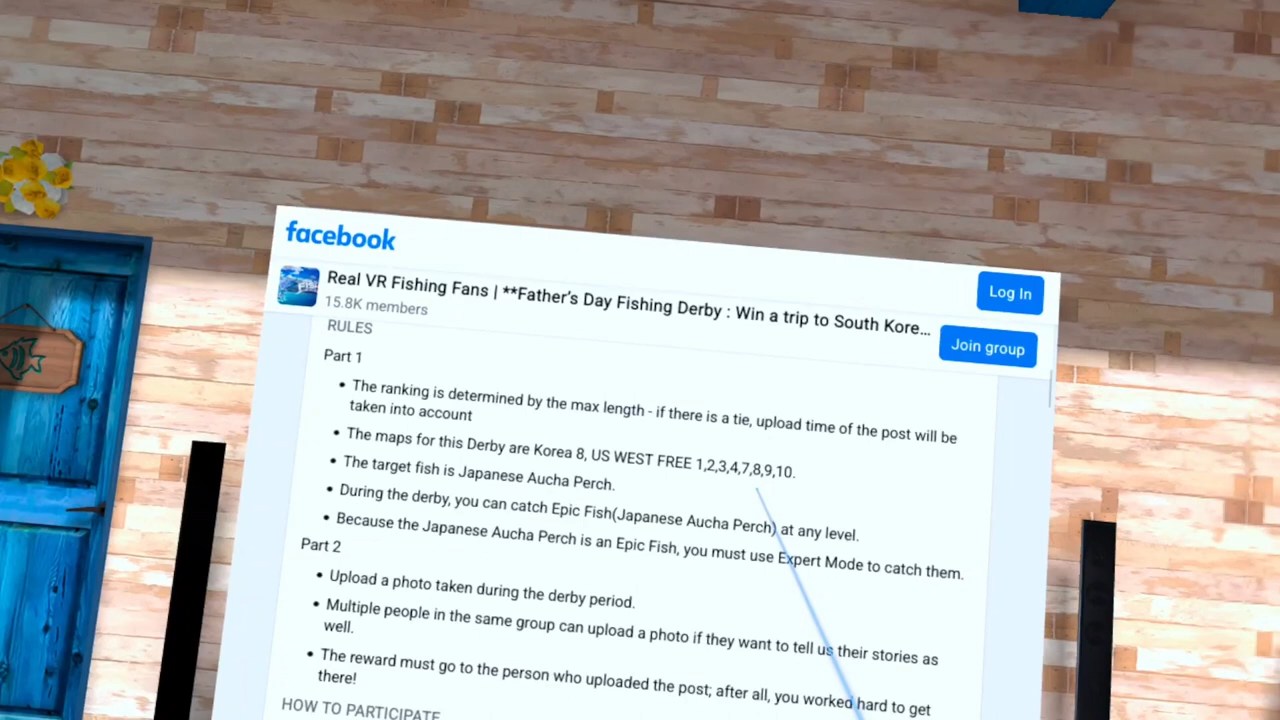 facebook
Real VR Fishing Fans | **Father's Day Fishing Derby : Win a trip to South Kore...
15.8K members
Log In
Join group
RULES
Part 1
• The ranking is determined by the max length - if there is a tie, upload time of the post will be
taken into account
• The maps for this Derby are Korea 8, US WEST FREE 1,2,3,4,7,8,9,10.
• The target fish is Japanese Aucha Perch.
• During the derby, you can catch Epic Fish(Japanese Aucha Perch) at any level.
• Because the Japanese Aucha Perch is an Epic Fish, you must use Expert Mode to catch them.
Part 2
• Upload a photo taken during the derby period.
• Multiple people in the same group can upload a photo if they want to tell us their stories as
well.
• The reward must go to the person who uploaded the post; after all, you worked hard to get
there!
HOW TO PARTICIPATE